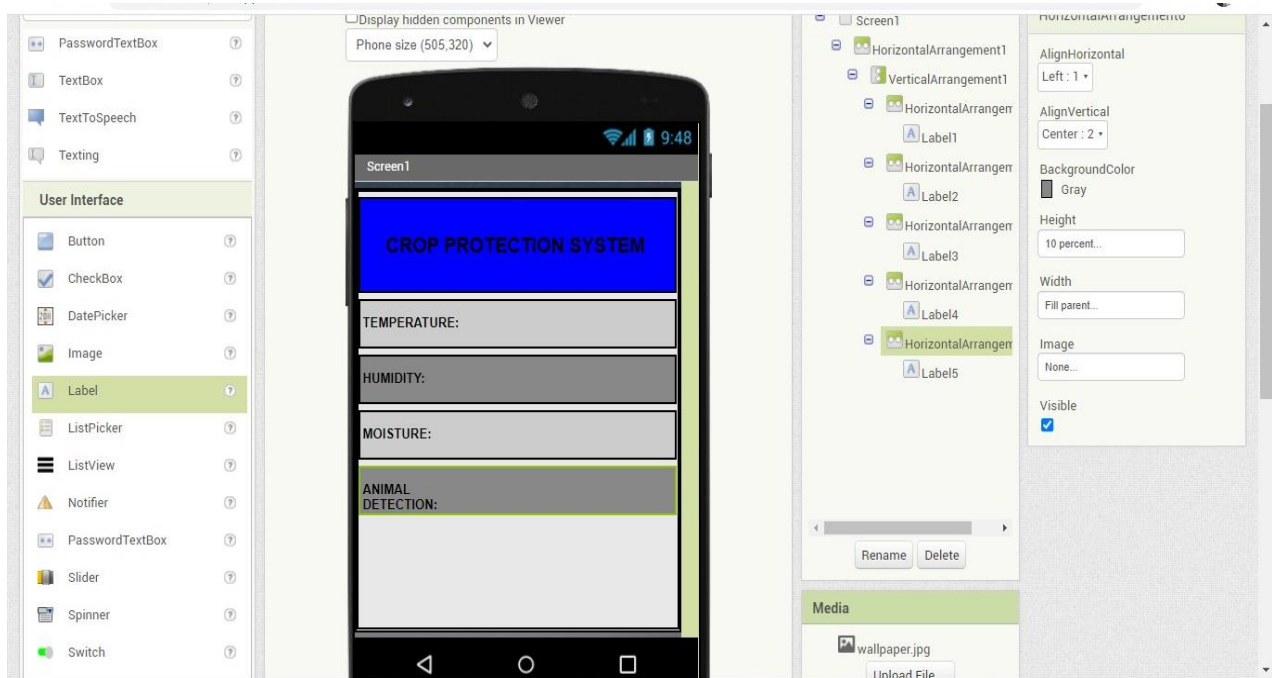 PasswordTextBox
TextBox
TextToSpeech
Texting
User Interface
Button
CheckBox
DatePicker
Image
Label
ListPicker
ListView
Notifier
PasswordTextBox
Slider
Spinner
Switch
Display hidden components in Viewer
Phone size (505,320)
9:48
Screen1
CROP PROTECTION SYSTEM
TEMPERATURE:
HUMIDITY:
MOISTURE:
ANIMAL
DETECTION:
Screen1
HorizontalArrangement1
VerticalArrangement1
HorizontalArrangem
Label1
HorizontalArrangem
Label2
HorizontalArrangem
Label3
HorizontalArrangem
Label4
HorizontalArrangem
Label5
Rename Delete
Media
wallpaper.jpg
Upload File ...
HorizontalArrangement6
AlignHorizontal
Left : 1
AlignVertical
Center : 2
BackgroundColor
Gray
Height
10 percent...
Width
Fill parent...
Image
None...
Visible